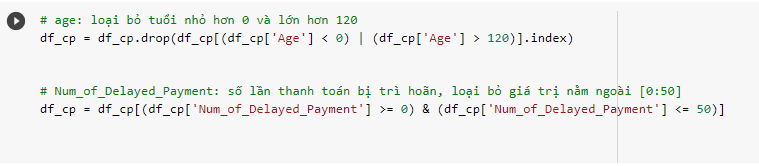 # age: loại bỏ tuổi nhỏ hơn 0 và lớn hơn 120
df_cp = df_cp.drop(df_cp[(df_cp['Age'] < 0) | (df_cp['Age'] > 120)].index)
# Num_of_Delayed_Payment: số lần thanh toán bị trì hoãn, loại bỏ giá trị nằm ngoài [0:50]
df_cp = df_cp[(df_cp['Num_of_Delayed_Payment'] >= 0) & (df_cp['Num_of_Delayed_Payment'] <= 50)]